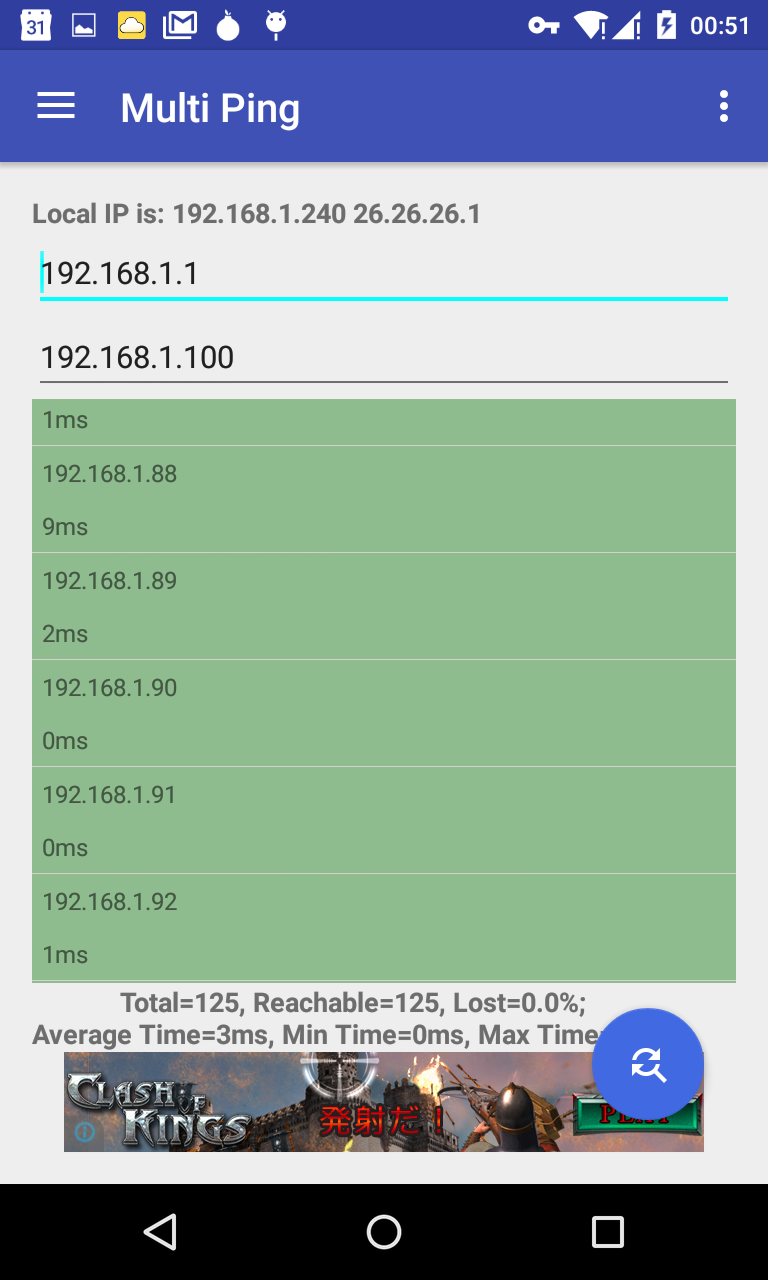 31
00:51
Multi Ping
Local IP is: 192.168.1.240 26.26.26.1
192.168.1.1
192.168.1.100
1ms
192.168.1.88
9ms
192.168.1.89
2ms
192.168.1.90
0ms
192.168.1.91
0ms
192.168.1.92
1ms
Total=125, Reachable=125, Lost=0.0%;
Average Time=3ms, Min Time=0ms, Max Time
CLASH OF KINGS
発射だ！